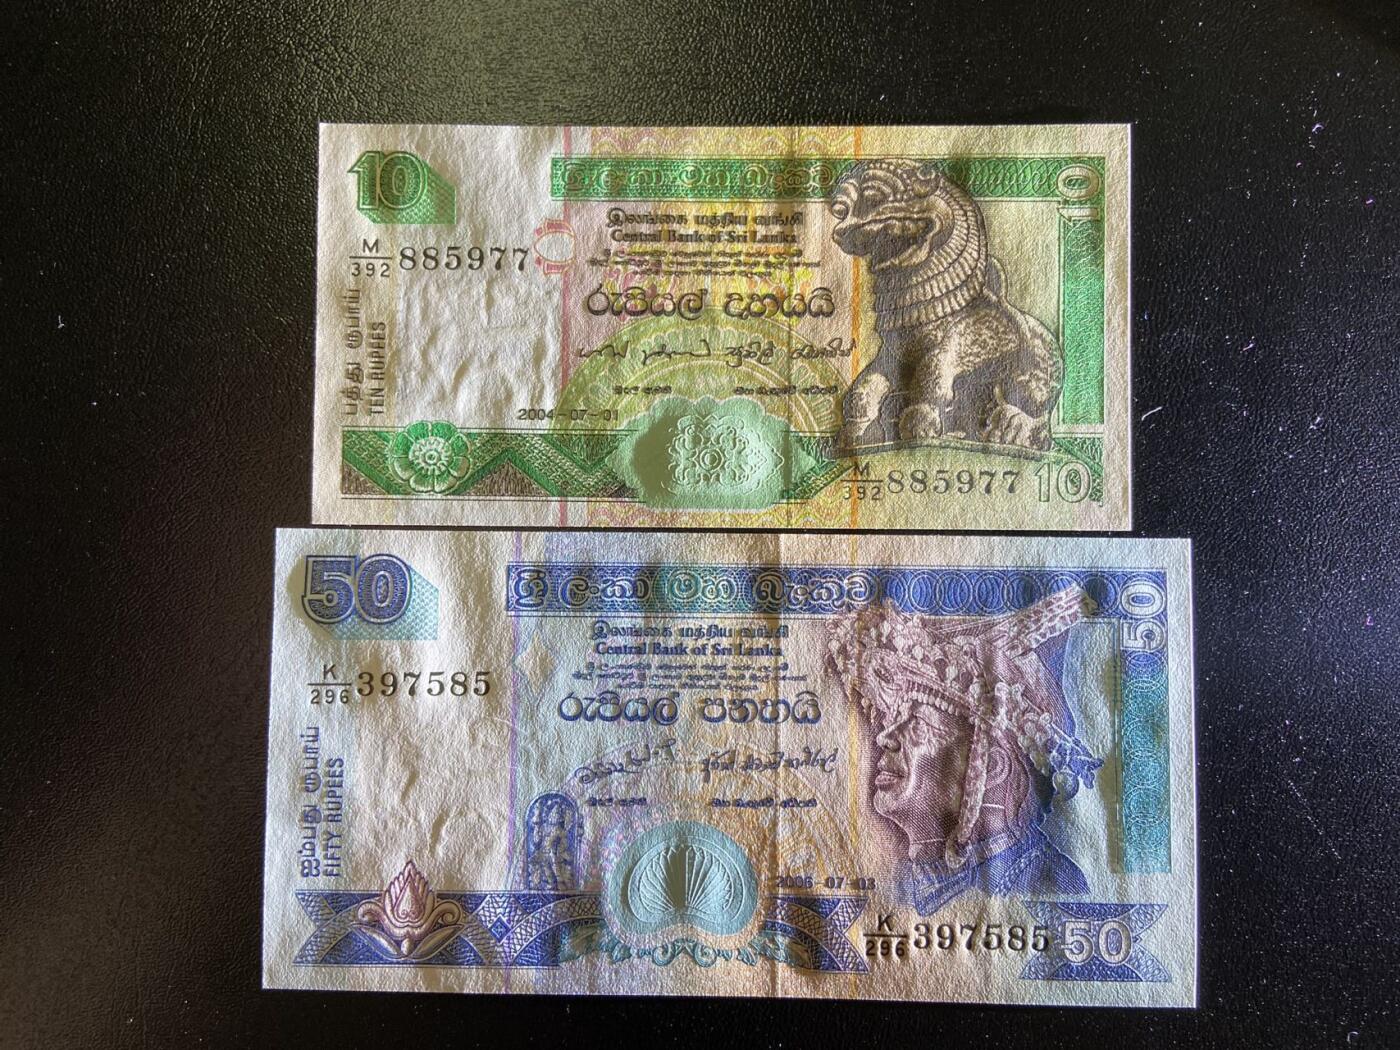 10
ශ්‍රී ලංකා මහ බැංකුව
10
இலங்கை மத்திய வங்கி
Central Bank of Sri Lanka
M/392 885977
රුපියල් දහයයි
பத்து ரூபாய்
TEN RUPEES
2004-07-01
M/392 885977 10
50
ශ්‍රී ලංකා මහ බැංකුව
50
இலங்கை மத்திய வங்கி
Central Bank of Sri Lanka
K/296 397585
රුපියල් පනහයි
ஐம்பது ரூபாய்
FIFTY RUPEES
2006-07-03
K/296 397585 50